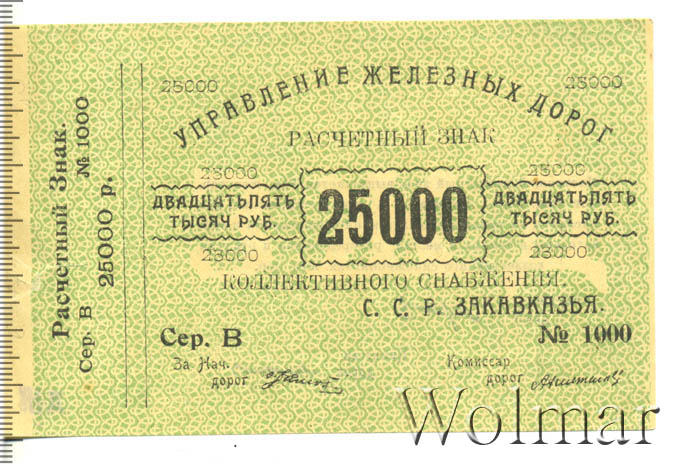 Расчетный Знак.
Сер. В № 1000
25000 р.
25000 25000
УПРАВЛЕНИЕ ЖЕЛЕЗНЫХ ДОРОГ
РАСЧЕТНЫЙ ЗНАК
25000 25000
ДВАДЦАТЬПЯТЬ
ТЫСЯЧ РУБ.
25000
ДВАДЦАТЬПЯТЬ
ТЫСЯЧ РУБ.
25000 25000
КОЛЛЕКТИВНОГО СНАБЖЕНИЯ.
С. С. Р. ЗАКАВКАЗЬЯ.
Сер. В № 1000
За Нач.
дорог
Комиссар
дорог
Wolmar